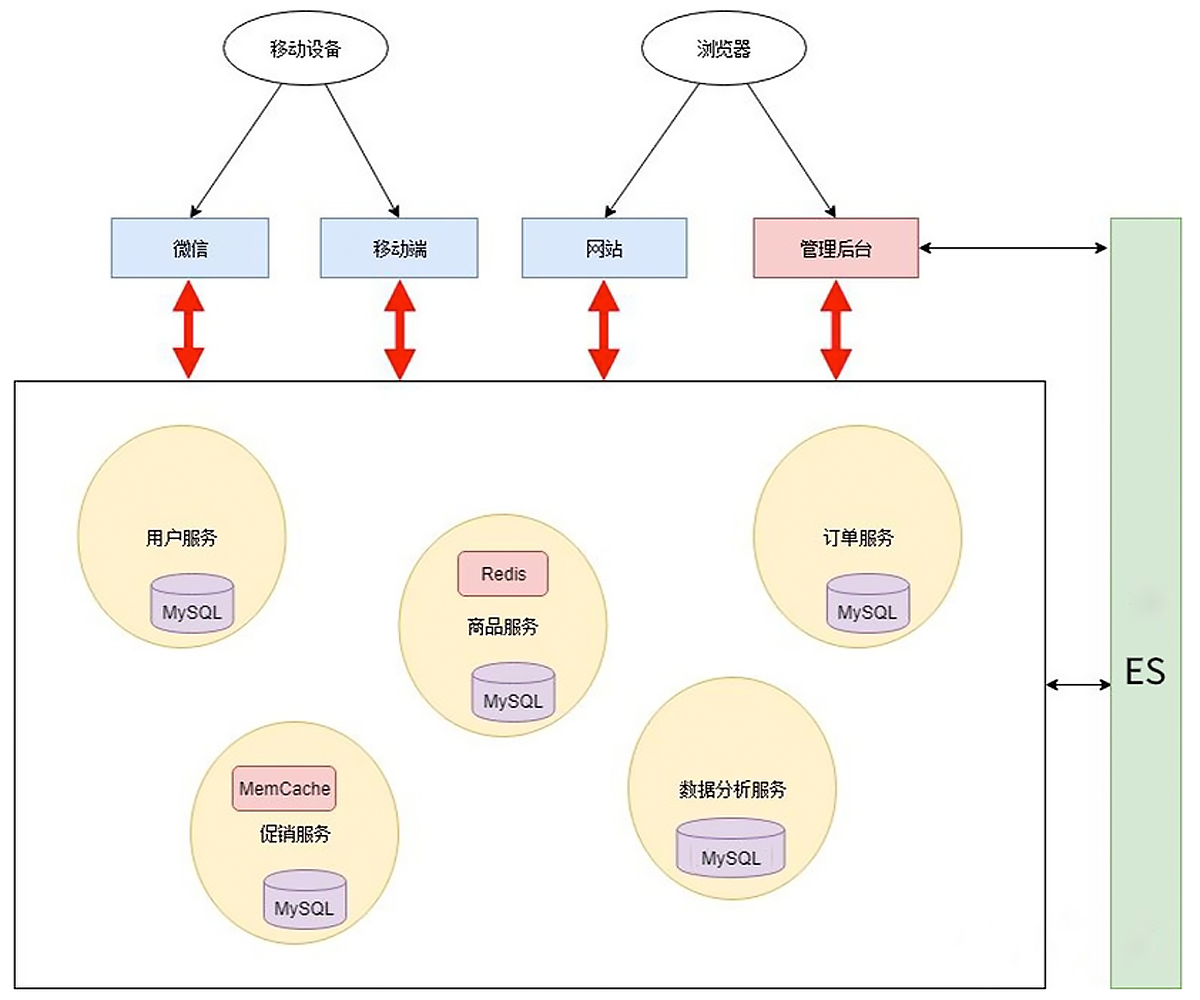 移动设备
浏览器
微信
移动端
网站
管理后台
用户服务
MySQL
Redis
商品服务
MySQL
订单服务
MySQL
ES
MemCache
促销服务
MySQL
数据分析服务
MySQL